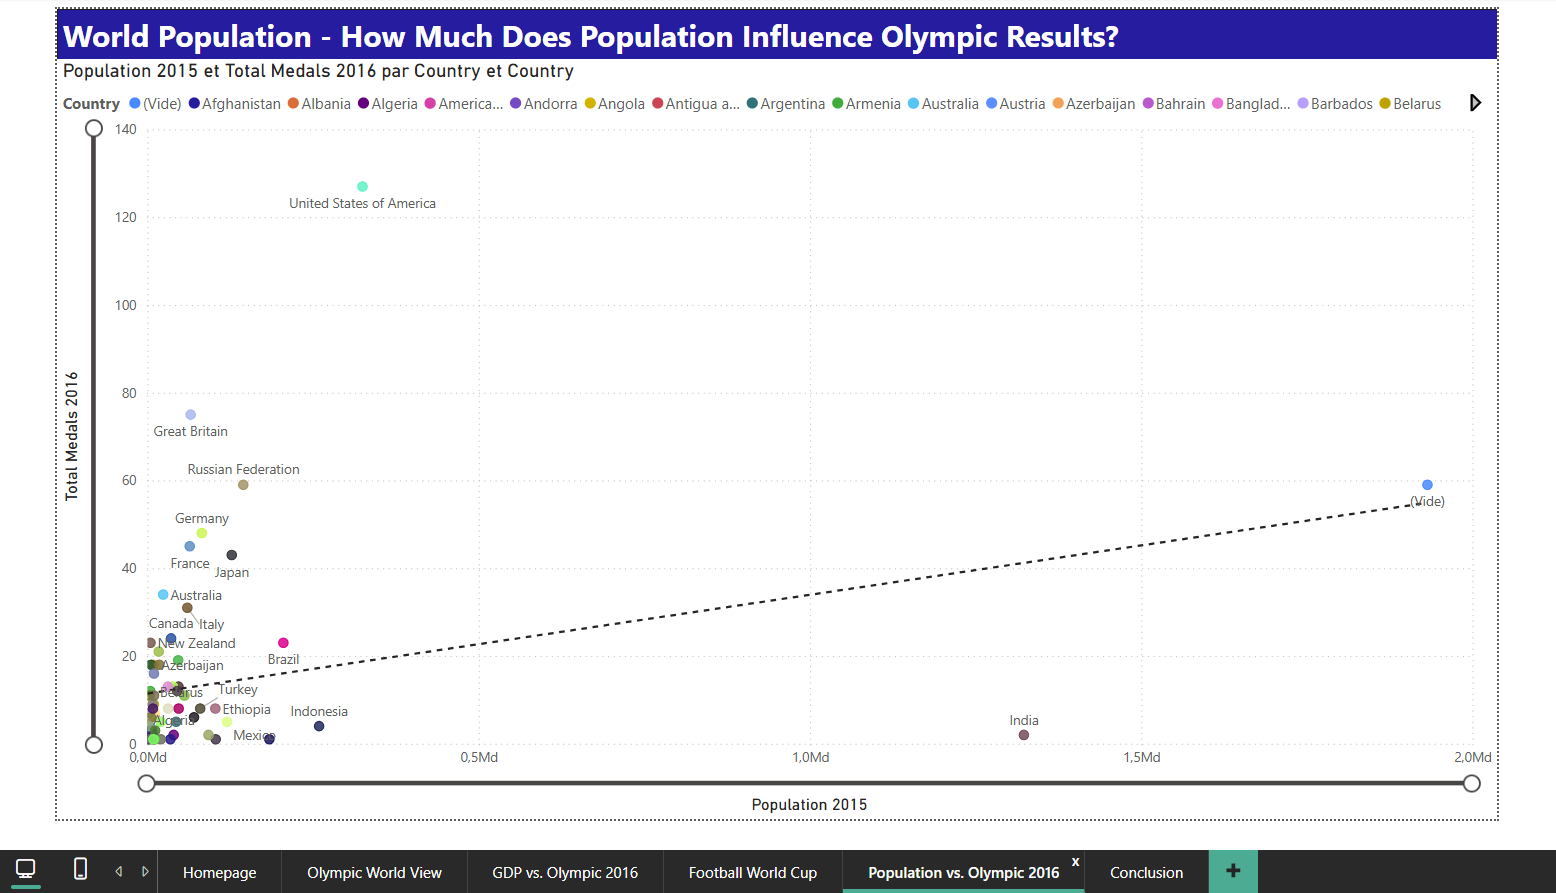 World Population - How Much Does Population Influence Olympic Results?
Population 2015 et Total Medals 2016 par Country et Country
Country (Vide) Afghanistan Albania Algeria America... Andorra Angola Antigua a... Argentina Armenia Australia Austria Azerbaijan Bahrain Banglad... Barbados Belarus
140
United States of America
120
100
80
Great Britain
Russian Federation
60
(Vide)
Germany
France
Japan
40
Australia
Canada Italy
New Zealand
20
Brazil
Azerbaijan
Belarus Turkey
Ethiopia
Indonesia
Algeria
India
Mexico
0
0,0Md 0,5Md 1,0Md 1,5Md 2,0Md
Total Medals 2016
Population 2015
Homepage Olympic World View GDP vs. Olympic 2016 Football World Cup Population vs. Olympic 2016 x Conclusion +